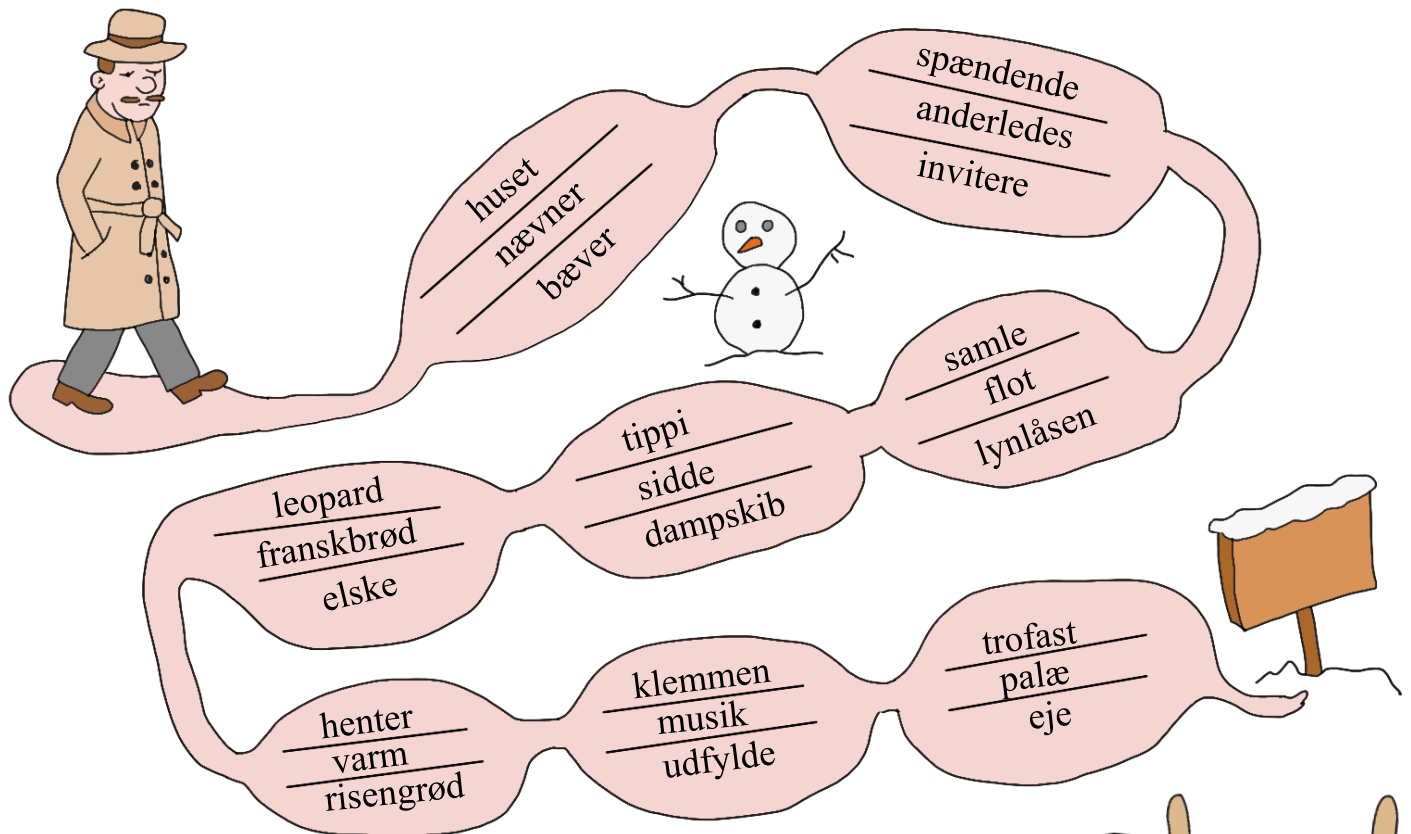 huset
nævner
bæver
spændende
anderledes
invitere
samle
flot
lynlåsen
tippi
sidde
dampskib
leopard
franskbrød
elske
henter
varm
risengrød
klemmen
musik
udfylde
trofast
palæ
eje